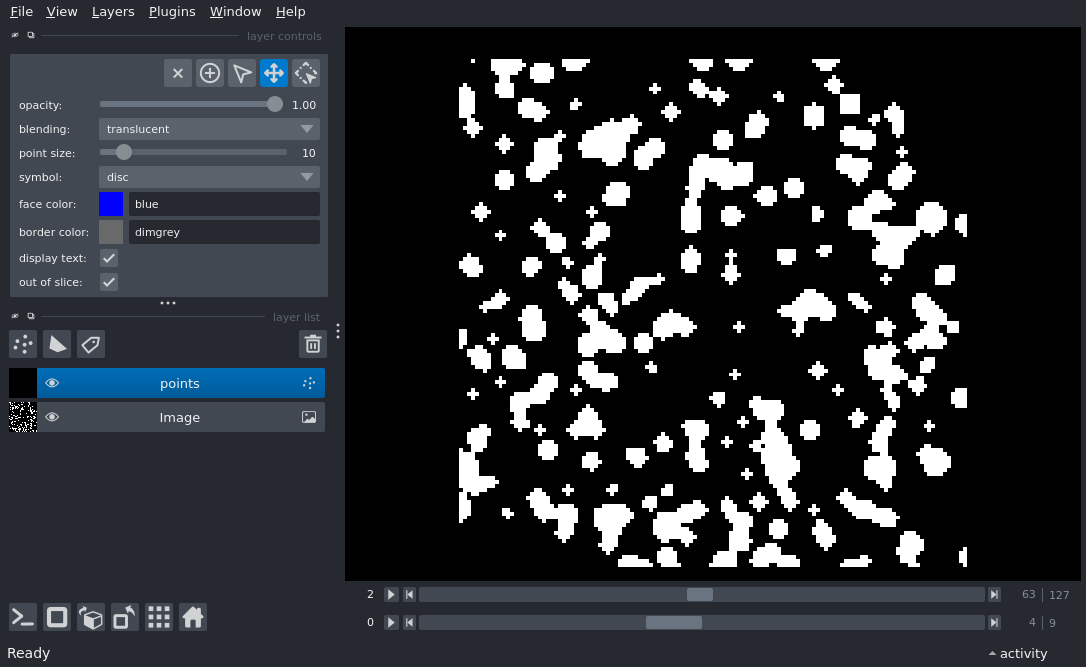 File View Layers Plugins Window Help
layer controls
opacity: 1.00
blending: translucent
point size: 10
symbol: disc
face color: blue
border color: dimgrey
display text:
out of slice:
layer list
points
Image
2 63 127
0 4 9
Ready activity